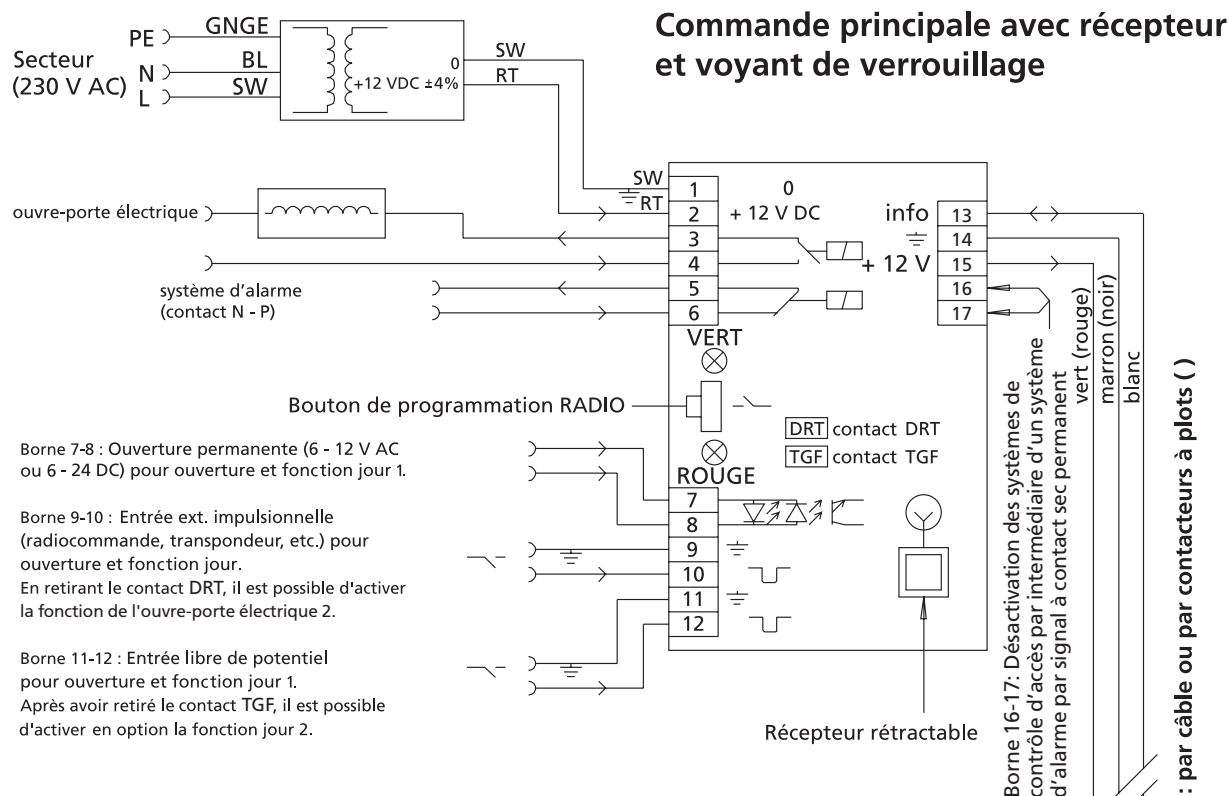 Commande principale avec récepteur
et voyant de verrouillage
Secteur
(230 V AC)
PE
N
L
GNGE
BL
SW
0
+12 VDC ±4%
SW
RT
SW
RT
ouvre-porte électrique
système d'alarme
(contact N - P)
1
2
3
4
5
6
0
+ 12 V DC
info
+ 12 V
13
14
15
16
17
VERT
Bouton de programmation RADIO
DRT contact DRT
TGF contact TGF
ROUGE
7
8
9
10
11
12
Borne 7-8 : Ouverture permanente (6 - 12 V AC
ou 6 - 24 DC) pour ouverture et fonction jour 1.
Borne 9-10 : Entrée ext. impulsionnelle
(radiocommande, transpondeur, etc.) pour
ouverture et fonction jour.
En retirant le contact DRT, il est possible d'activer
la fonction de l'ouvre-porte électrique 2.
Borne 11-12 : Entrée libre de potentiel
pour ouverture et fonction jour 1.
Après avoir retiré le contact TGF, il est possible
d'activer en option la fonction jour 2.
Récepteur rétractable
Borne 16-17: Désactivation des systèmes de
contrôle d'accès par intermédiaire d'un système
d'alarme par signal à contact sec permanent
vert (rouge)
marron (noir)
blanc
: par câble ou par contacteurs à plots ( )